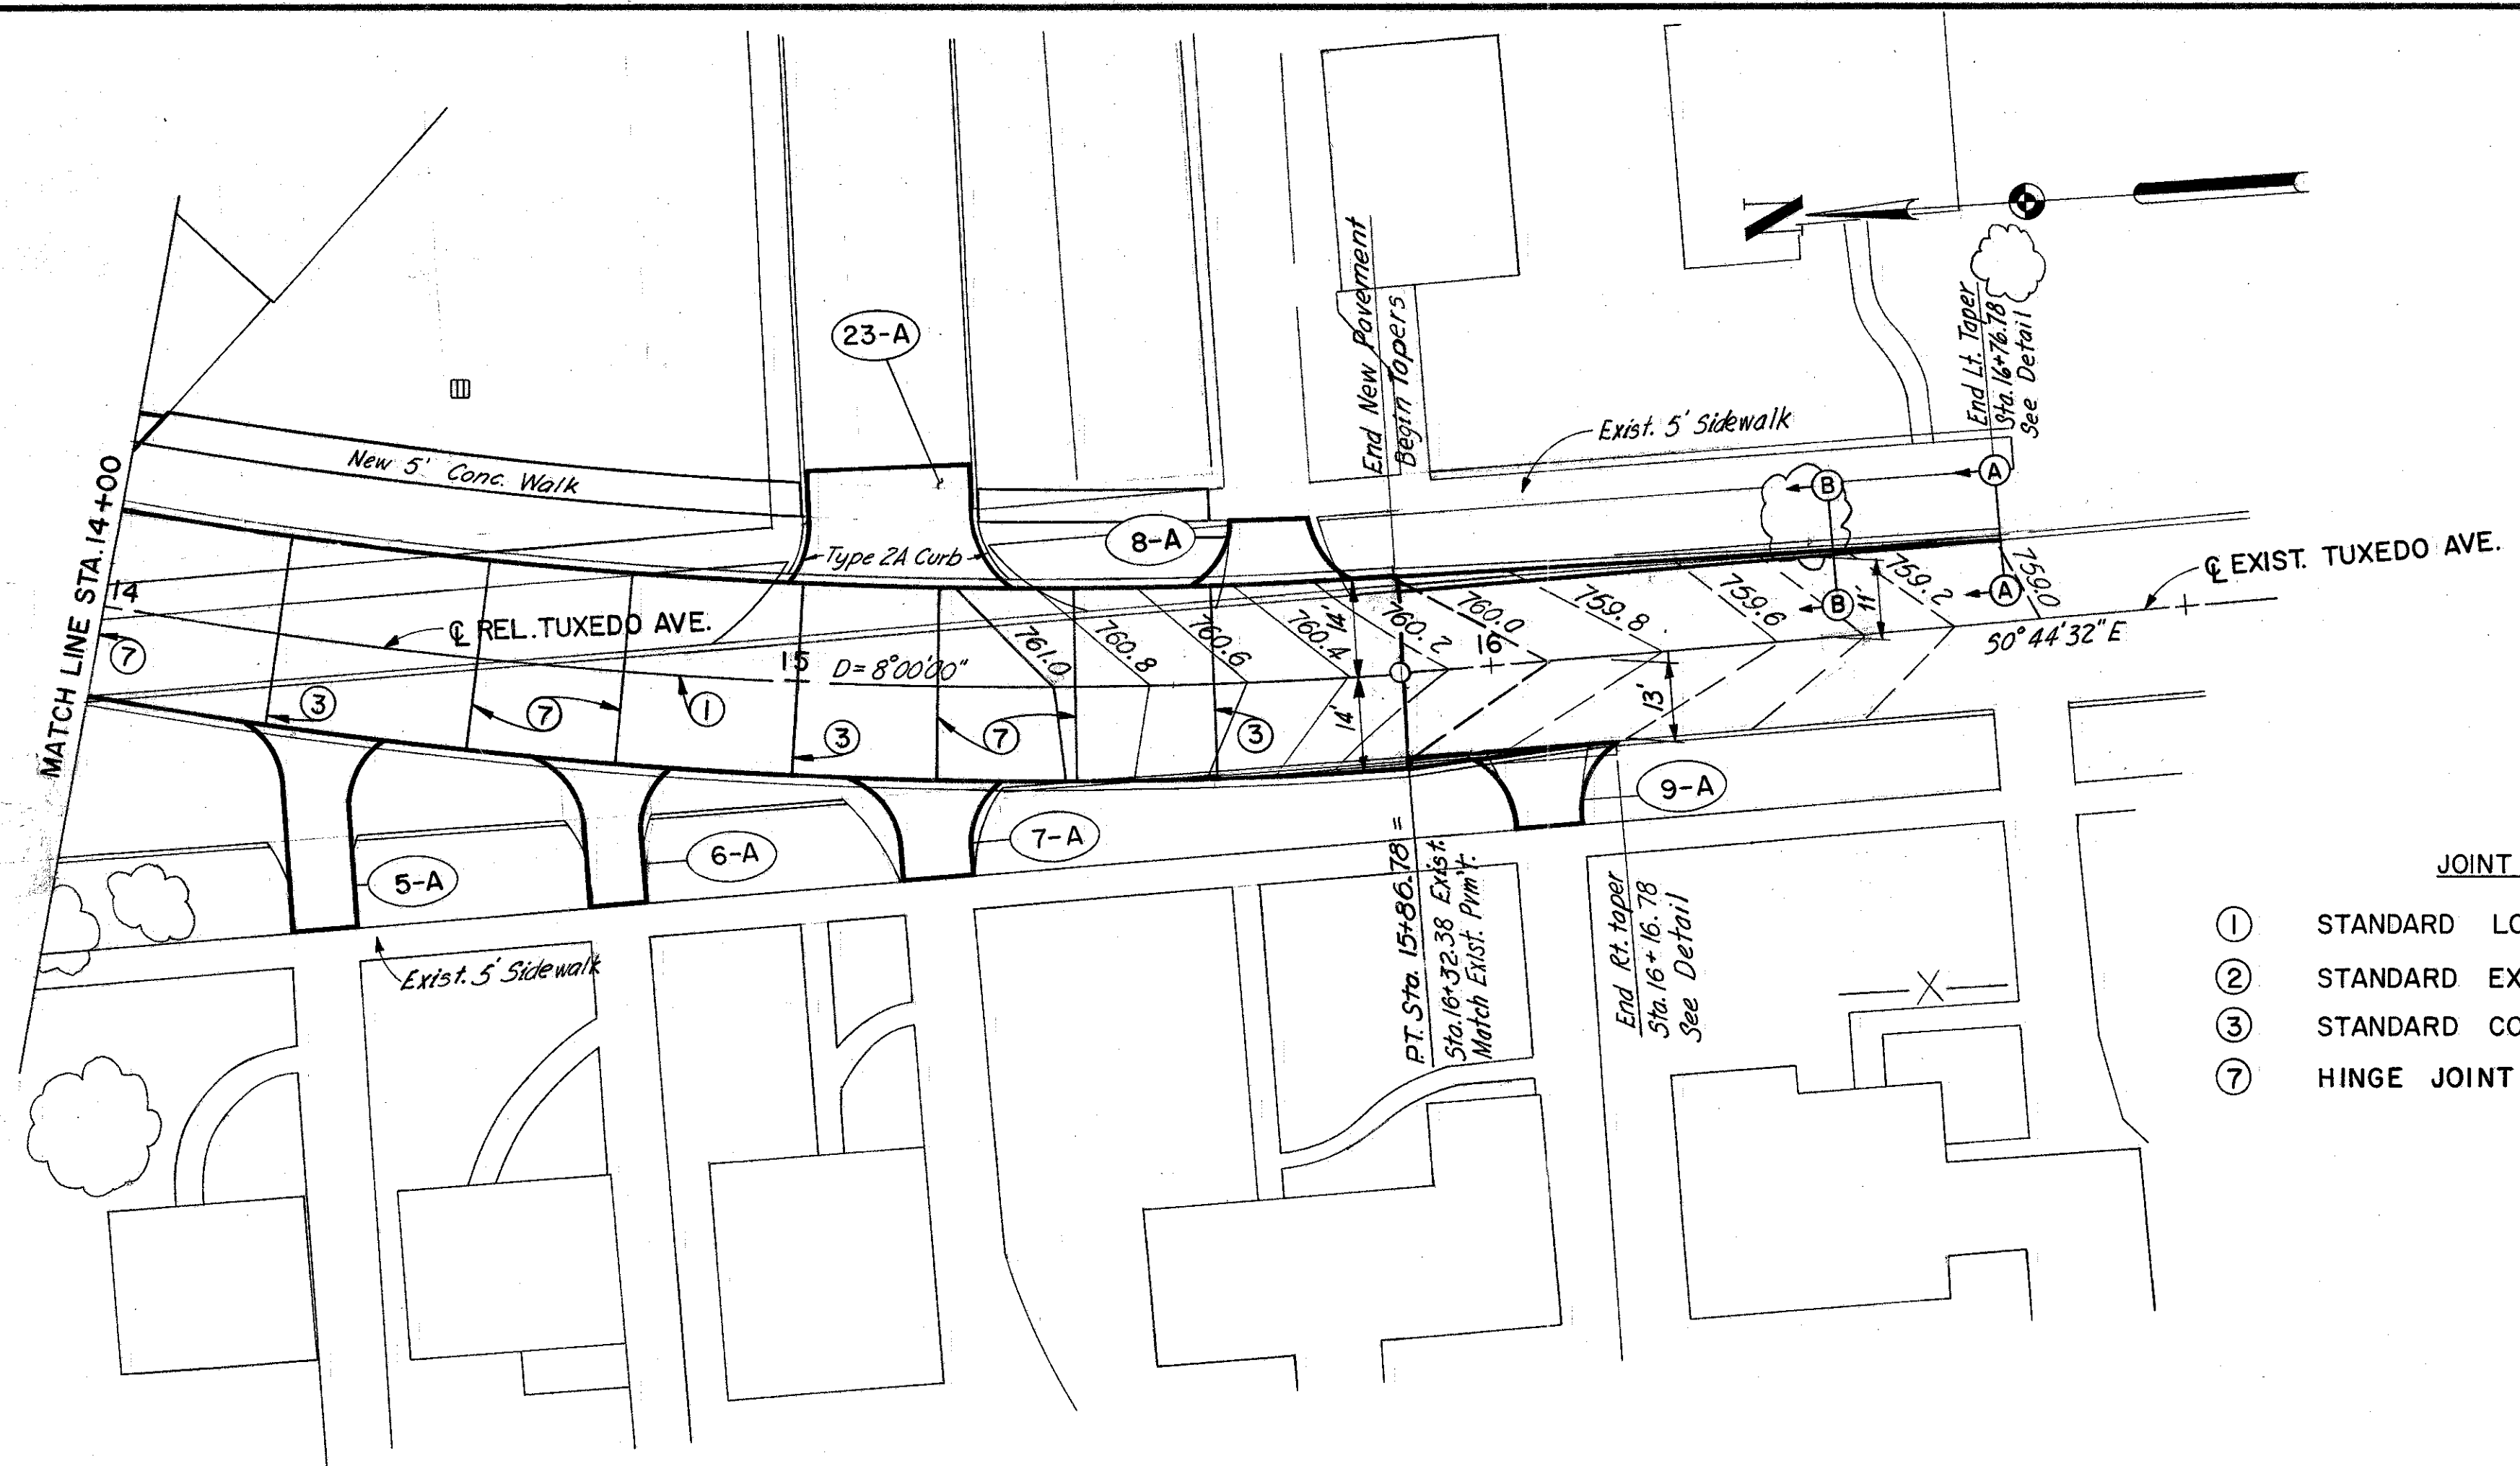 MATCH LINE STA. 14+00
New 5' Conc. Walk
23-A
Type 2A Curb
8-A
End New Pavement
Begin Tapers
Exist. 5' Sidewalk
End Lt. Taper
Sta. 16+76.78
See Detail
B
A
B
A
14
℄ REL. TUXEDO AVE.
15
D= 8°00'00"
761.0
760.8
760.6
760.4
14'
760.2
760.0
16
759.8
759.6
11'
759.2
759.0
℄ EXIST. TUXEDO AVE.
S0° 44'32" E
7
3
7
1
3
7
3
14'
13'
5-A
6-A
7-A
9-A
Exist. 5' Sidewalk
P.T. Sta. 15+86.78 =
Sta. 16+32.38 Exist.
Match Exist. Pvm't.
End Rt. taper
Sta. 16+16.78
See Detail
JOINT
1 STANDARD LO
2 STANDARD EX
3 STANDARD CO
7 HINGE JOINT